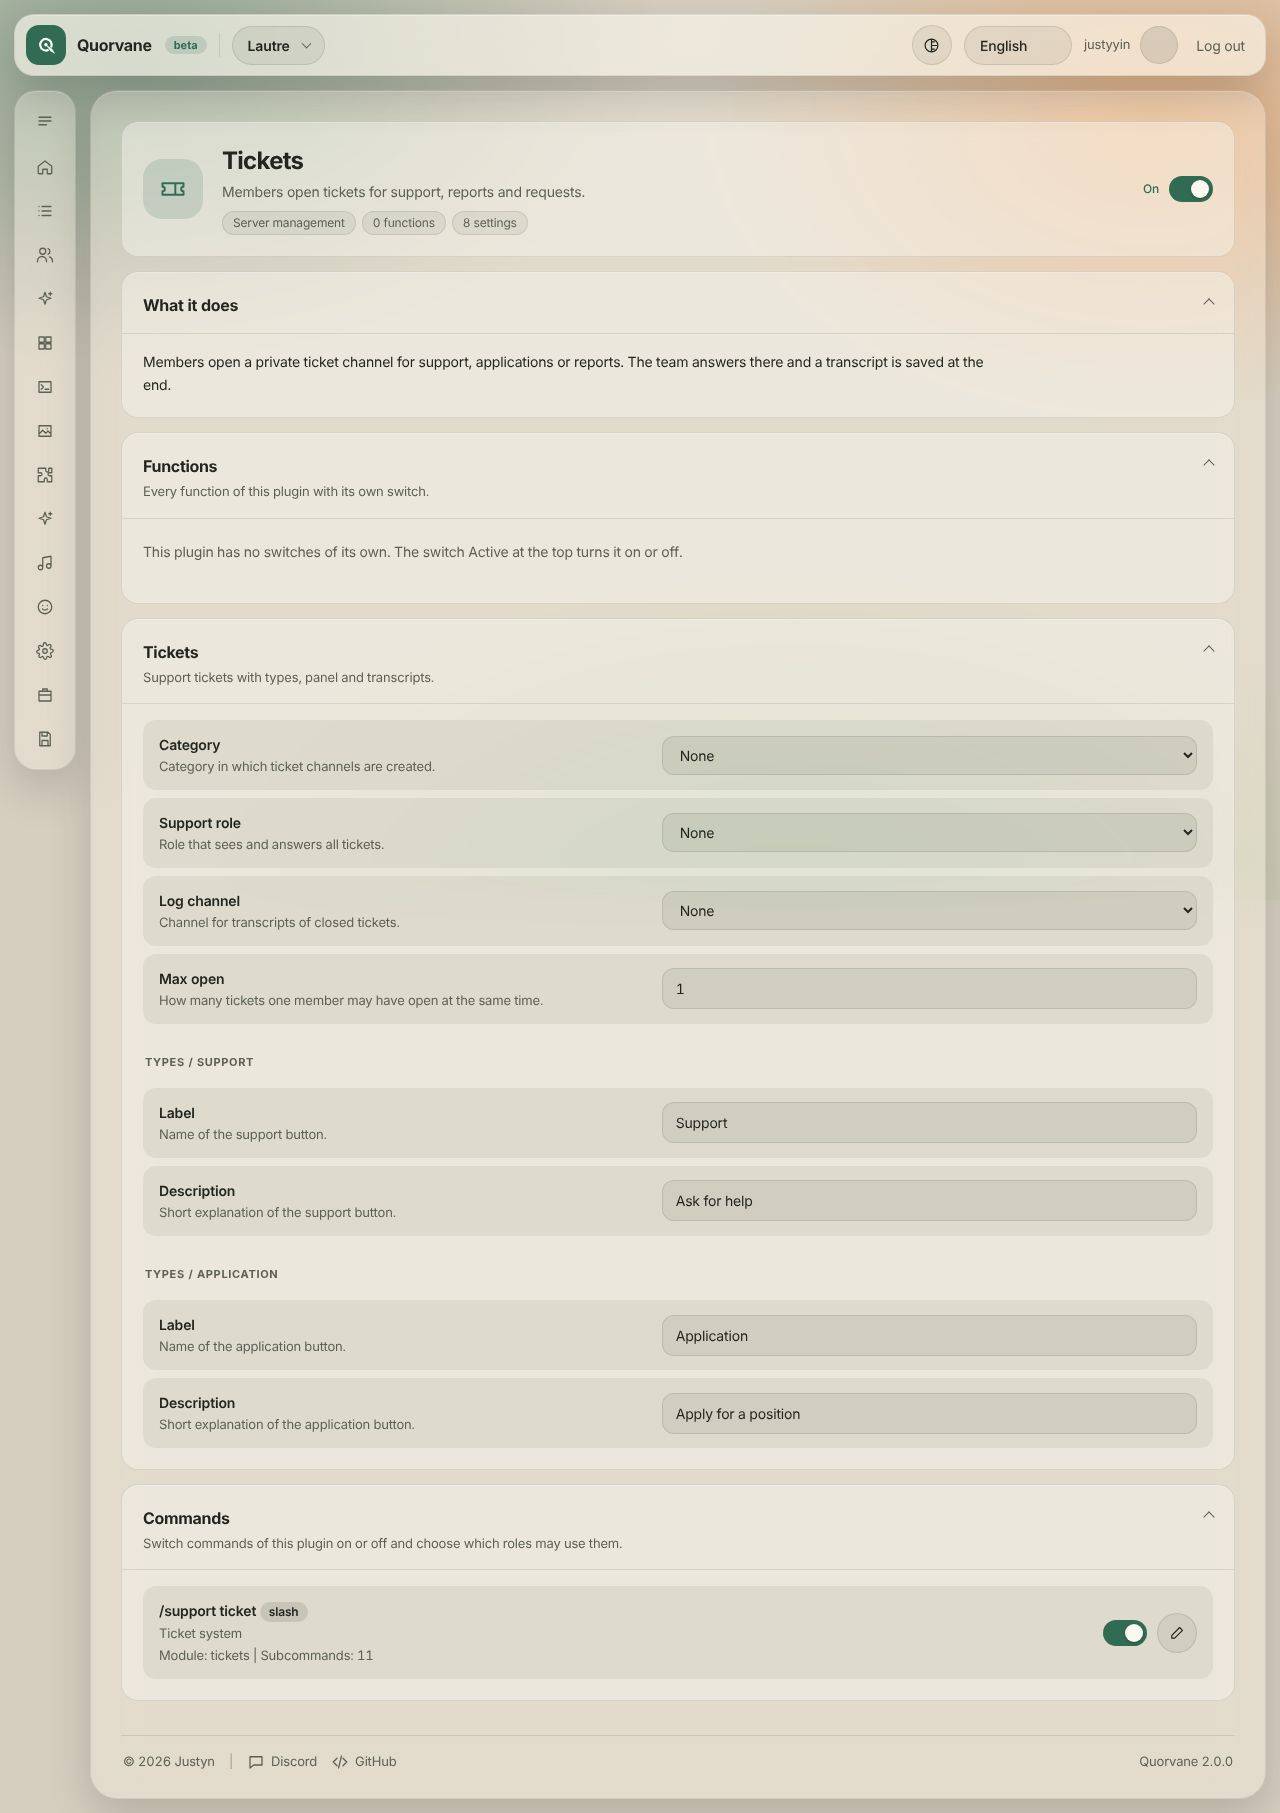 Quorvane beta Lautre English justyyin Log out
Tickets
Members open tickets for support, reports and requests.
On
Server management 0 functions 8 settings
What it does
Members open a private ticket channel for support, applications or reports. The team answers there and a transcript is saved at the
end.
Functions
Every function of this plugin with its own switch.
This plugin has no switches of its own. The switch Active at the top turns it on or off.
Tickets
Support tickets with types, panel and transcripts.
Category
Category in which ticket channels are created.
None
Support role
Role that sees and answers all tickets.
None
Log channel
Channel for transcripts of closed tickets.
None
Max open
How many tickets one member may have open at the same time.
1
TYPES / SUPPORT
Label
Name of the support button.
Support
Description
Short explanation of the support button.
Ask for help
TYPES / APPLICATION
Label
Name of the application button.
Application
Description
Short explanation of the application button.
Apply for a position
Commands
Switch commands of this plugin on or off and choose which roles may use them.
/support ticket slash
Ticket system
Module: tickets | Subcommands: 11
© 2026 Justyn | Discord GitHub Quorvane 2.0.0